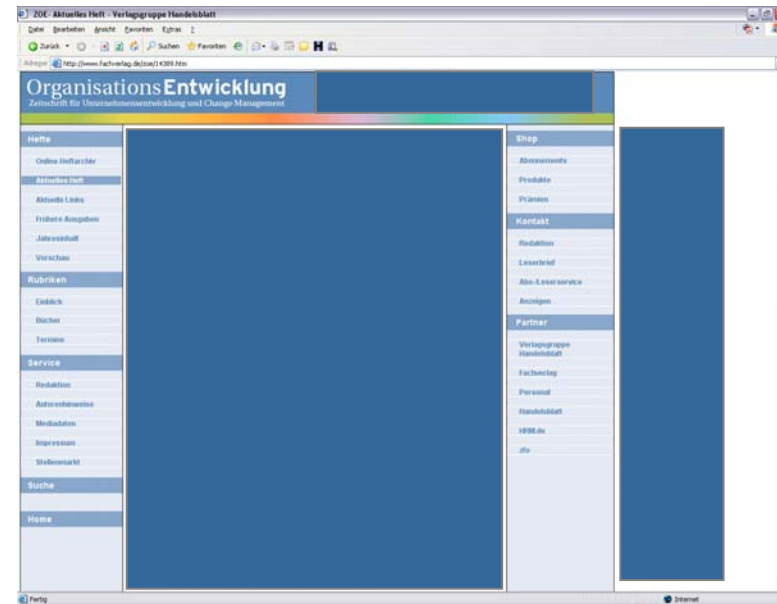 ZOE- Aktuelles Heft - Verlagsgruppe Handelsblatt
Datei Bearbeiten Ansicht Favoriten Extras ?
Zurück Suchen Favoriten
Adresse http://www.fachverlag.de/zoe/14309.htm
OrganisationsEntwicklung
Zeitschrift für Unternehmensentwicklung und Change Management
Hefte
Online Heftarchiv
Aktuelles Heft
Aktuelle Links
Frühere Ausgaben
Jahresinhalt
Vorschau
Rubriken
Einblick
Bücher
Termine
Service
Redaktion
Autorenhinweise
Mediadaten
Impressum
Stellenmarkt
Suche
Home
Shop
Abonnements
Produkte
Prämien
Kontakt
Redaktion
Leserbrief
Abo-/Leserservice
Anzeigen
Partner
Verlagsgruppe
Handelsblatt
Fachverlag
Personal
Handelsblatt
HRM.de
zfo
Fertig
Internet